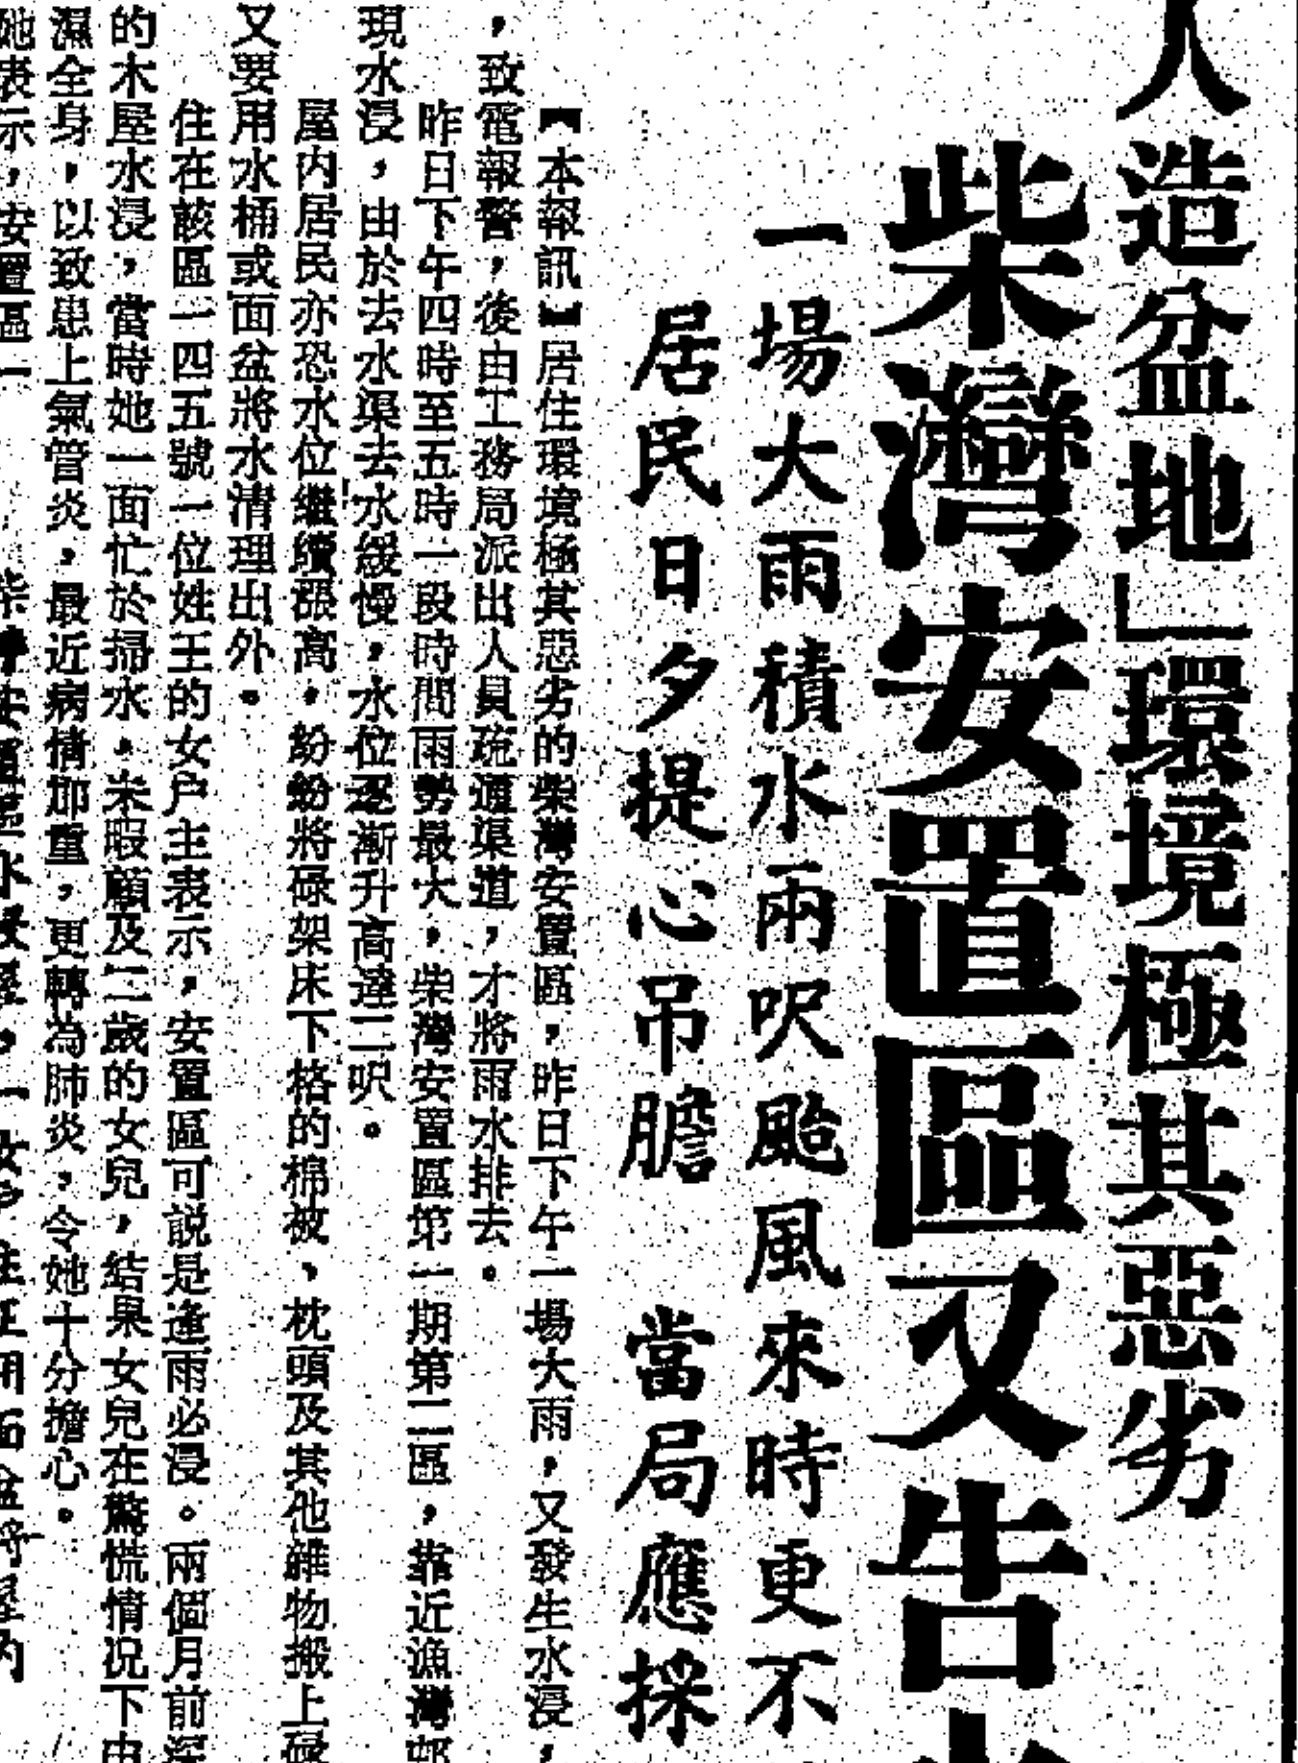 人造盆地」環境極其惡劣
柴灣安置區又告
一場大雨積水兩呎颱風來時更不
居民日夕提心吊膽　當局應採
【本報訊】居住環境極其惡劣的柴灣安置區，昨日下午一場大雨，又發生水浸，
，致電報警，後由工務局派出人員疏通渠道，才將雨水排去。
昨日下午四時至五時一段時間雨勢最大，柴灣安置區第一期第二區，靠近漁灣邨
現水浸，由於去水渠去水緩慢，水位逐漸升高達二呎。
屋內居民亦恐水位繼續漲高，紛紛將碌架床下格的棉被、枕頭及其他雜物搬上碌
又要用水桶或面盆將水清理出外。
住在該區一四五號一位姓王的女户主表示，安置區可説是逢雨必浸。兩個月前深
的木屋水浸，當時她一面忙於掃水，未暇顧及三歲的女兒，結果女兒在驚慌情況下由
濕全身，以致患上氣管炎，最近病情加重，更轉為肺炎，令她十分擔心。
她表示，安置區一